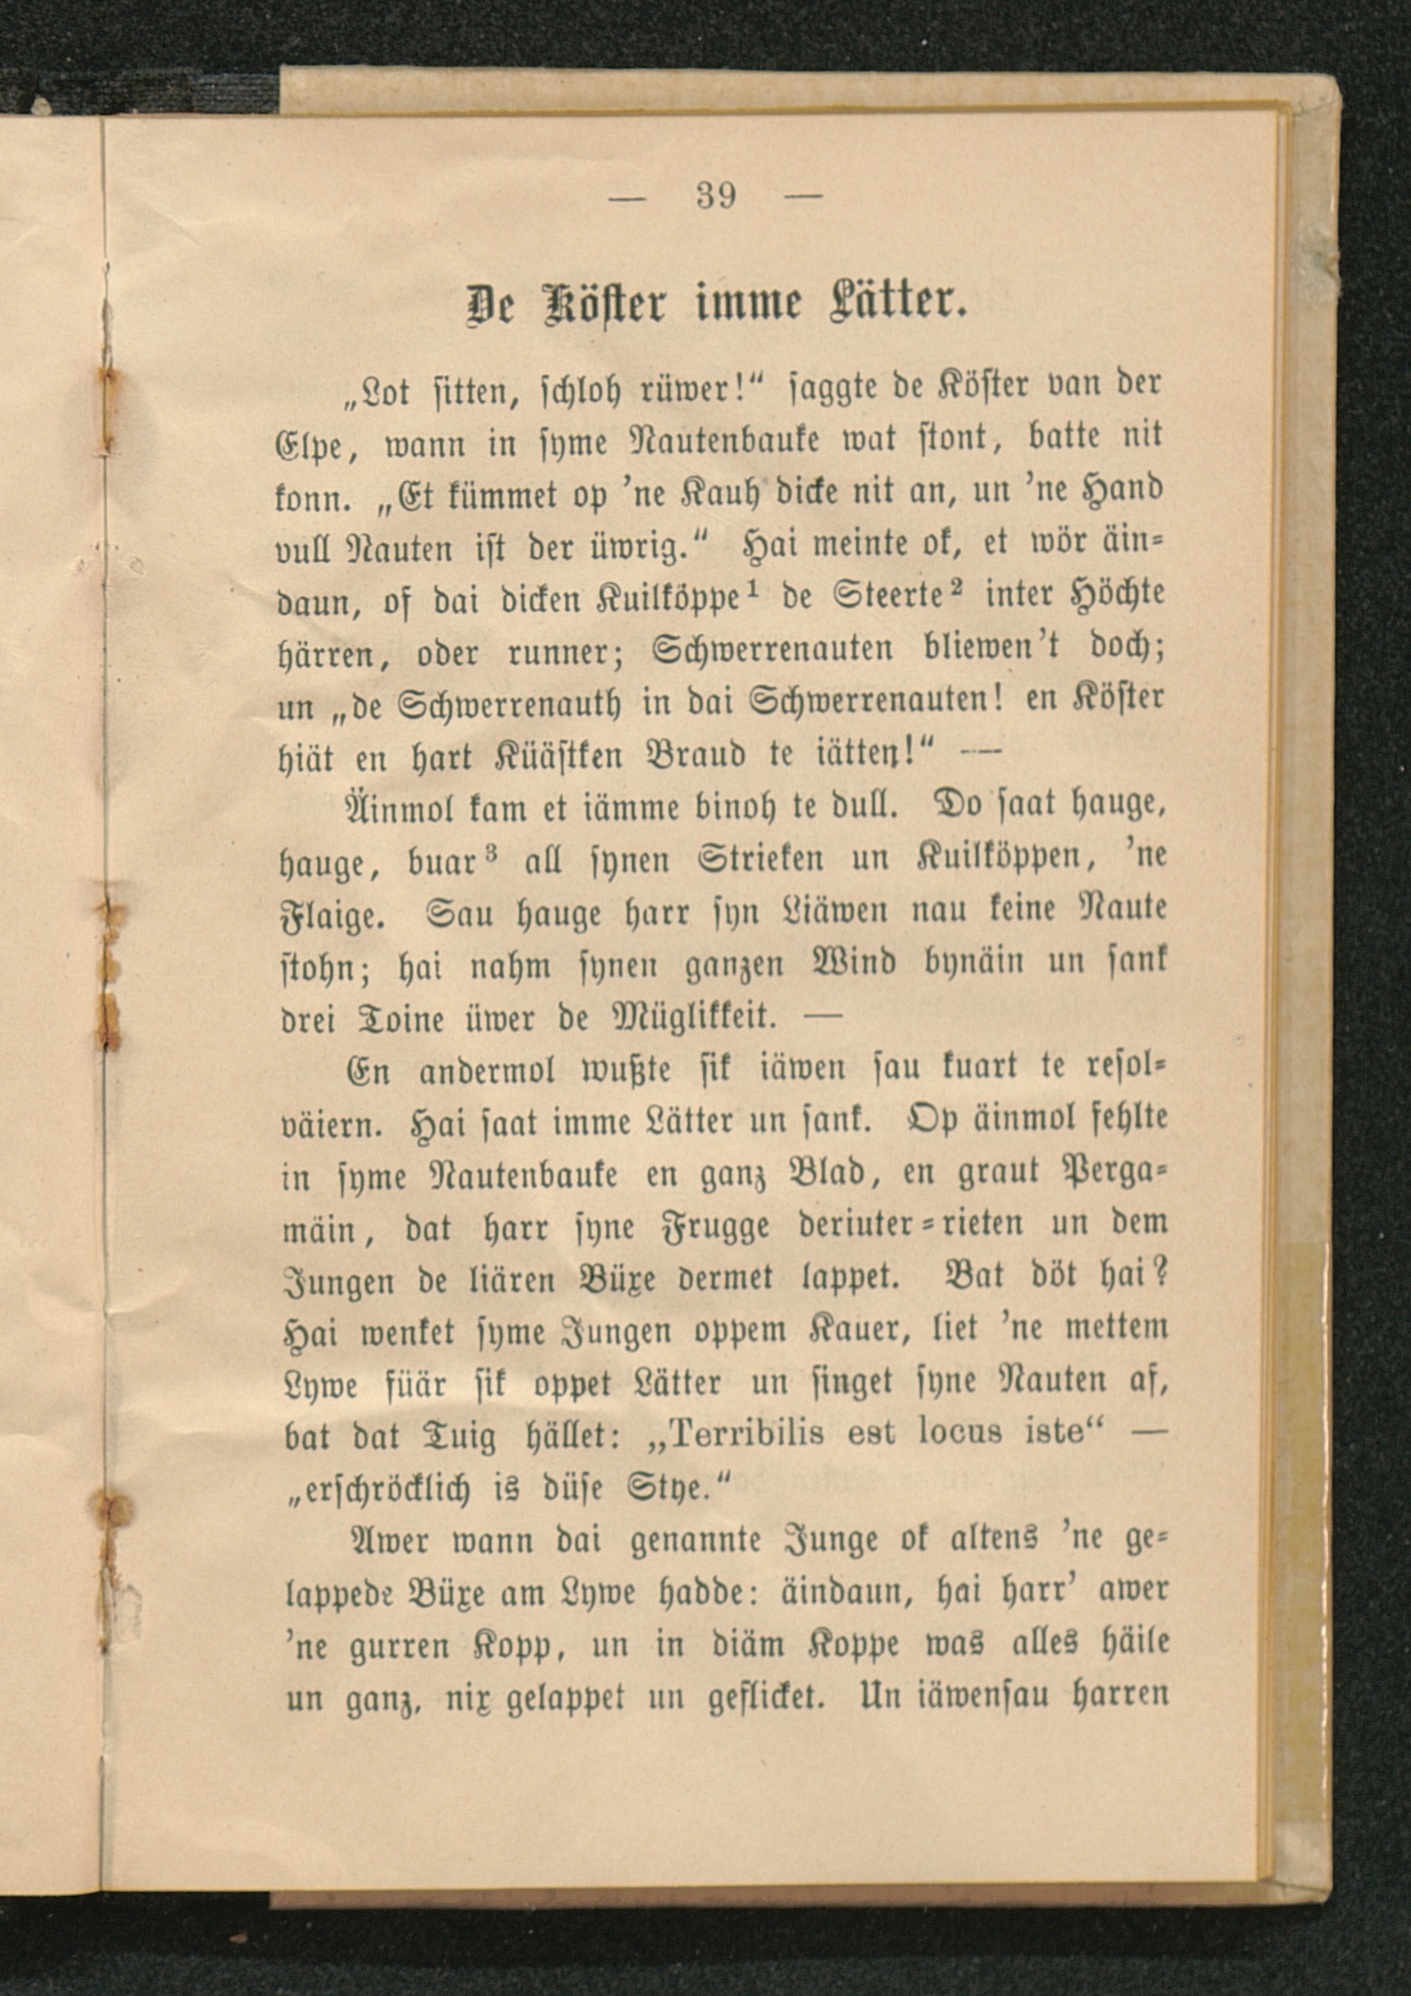 — 39 —
De Köster imme Lätter.
„Lot sitten, schloh rüwer!“ saggte de Köster van der
Elpe, wann in syme Nautenbauke wat stont, batte nit
konn. „Et kümmet op 'ne Kauh dicke nit an, un 'ne Hand
vull Nauten ist der üwrig.“ Hai meinte ok, et wör äin-
daun, of dai dicken Kuilköppe¹ de Steerte² inter Höchte
härren, oder runner; Schwerrenauten bliewen't doch;
un „de Schwerrenauth in dai Schwerrenauten! en Köster
hiät en hart Küästken Braud te iätten!“ —
Äinmol kam et iämme binoh te dull. Do saat hauge,
hauge, buar³ all synen Strieken un Kuilköppen, 'ne
Flaige. Sau hauge harr syn Liäwen nau keine Naute
stohn; hai nahm synen ganzen Wind bynäin un sank
drei Toine üwer de Müglikkeit. —
En andermol wußte sik iäwen sau kuart te resol-
väiern. Hai saat imme Lätter un sank. Op äinmol fehlte
in syme Nautenbauke en ganz Blad, en graut Perga-
mäin, dat harr syne Frugge deriuter-rieten un dem
Jungen de liären Büxe dermet lappet. Bat döt hai?
Hai wenket syme Jungen oppem Kauer, liet 'ne mettem
Lywe füär sik oppet Lätter un singet syne Nauten af,
bat dat Tuig hället: „Terribilis est locus iste“ —
„erschröcklich is düse Stye.“
Awer wann dai genannte Junge ok altens 'ne ge-
lappede Büxe am Lywe hadde: äindaun, hai harr' awer
'ne gurren Kopp, un in diäm Koppe was alles häile
un ganz, nix gelappet un geflicket. Un iäwensau harren